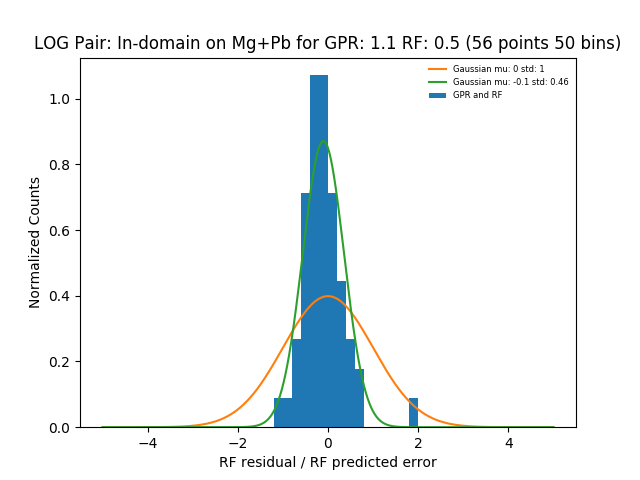 LOG Pair: In-domain on Mg+Pb for GPR: 1.1 RF: 0.5 (56 points 50 bins)
Gaussian mu: 0 std: 1
Gaussian mu: -0.1 std: 0.46
GPR and RF
Normalized Counts
1.0
0.8
0.6
0.4
0.2
0.0
−4 −2 0 2 4
RF residual / RF predicted error